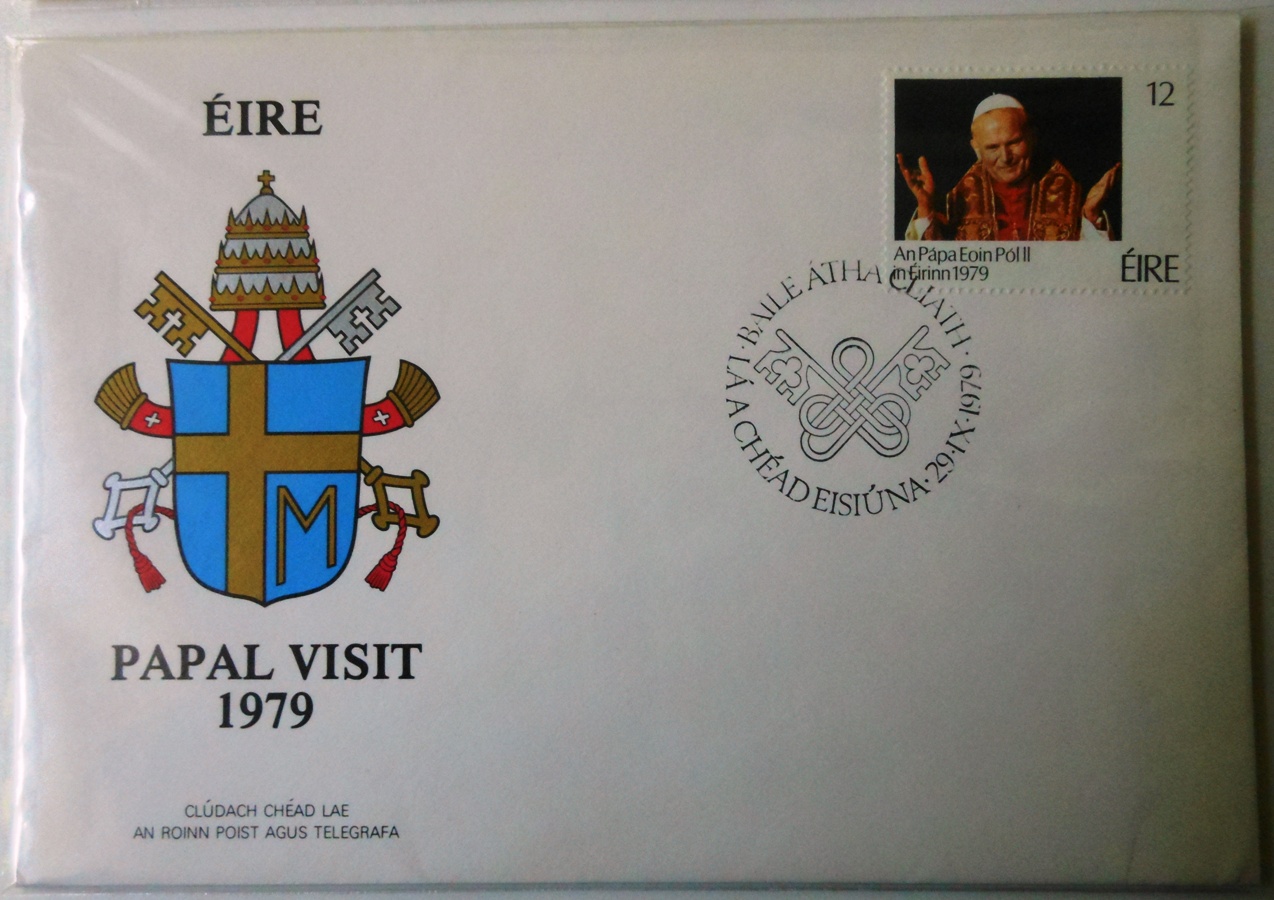 ÉIRE
M
PAPAL VISIT
1979
CLÚDACH CHÉAD LAE
AN ROINN POIST AGUS TELEGRAFA
12
An Pápa Eoin Pól II
in Éirinn 1979
ÉIRE
BAILE ÁTHA CLIATH · 29·IX·1979
LÁ A CHÉAD EISIÚNA